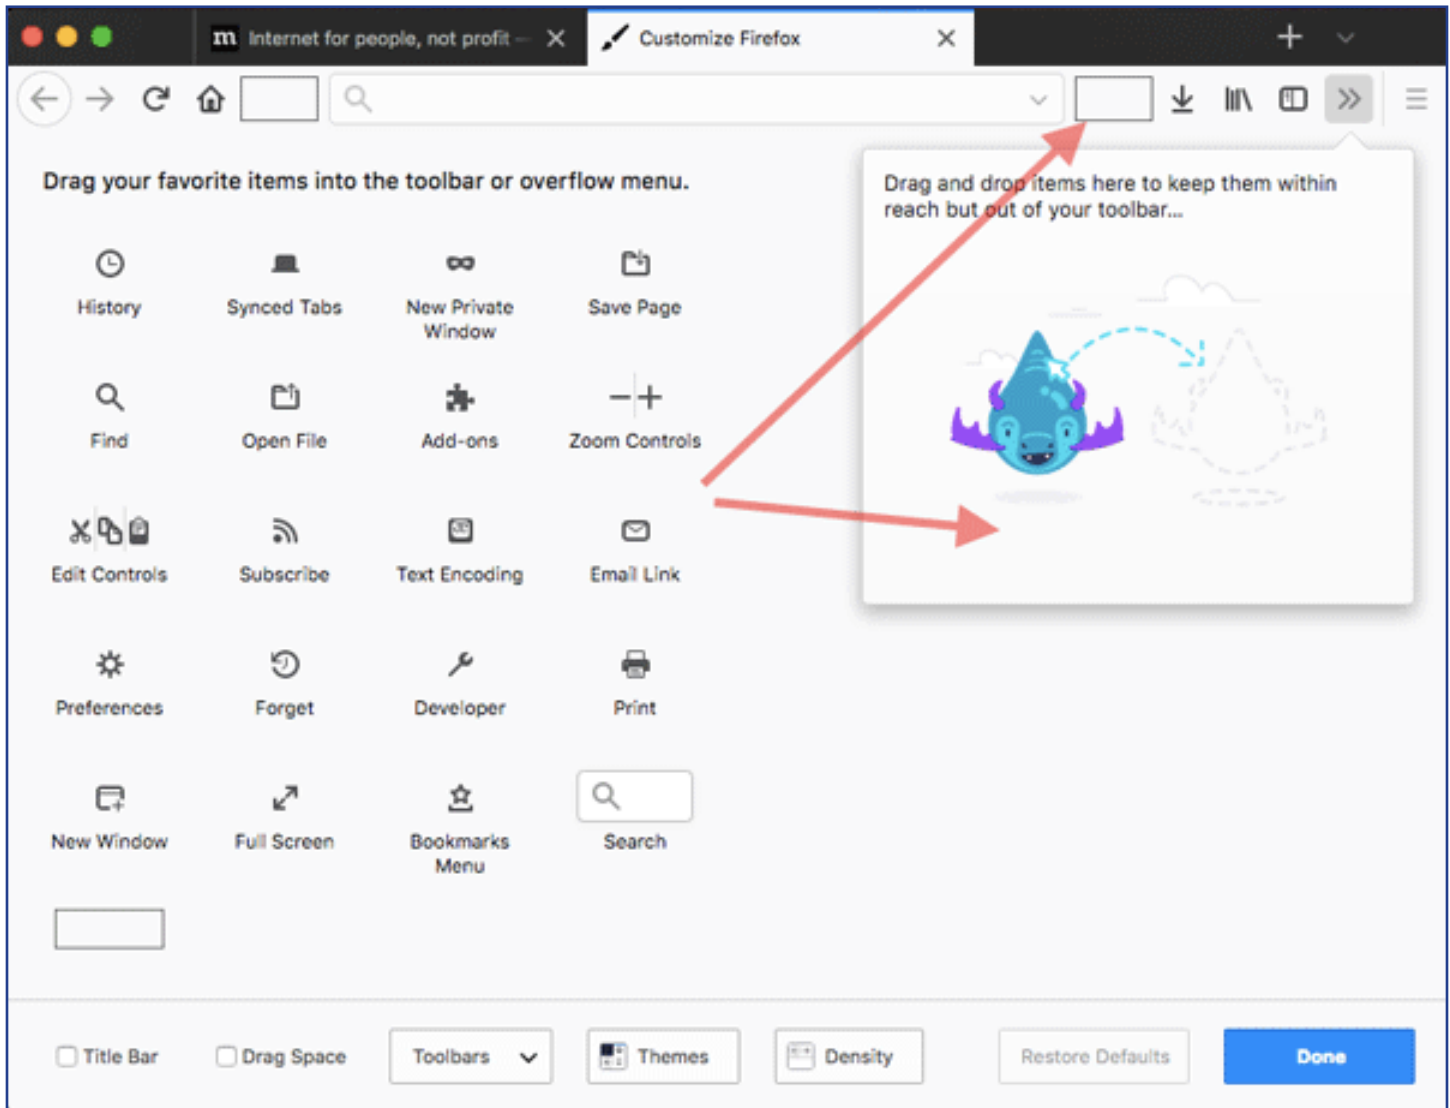 m Internet for people, not profit —
Customize Firefox
Drag your favorite items into the toolbar or overflow menu.
Drag and drop items here to keep them within
reach but out of your toolbar...
History
Synced Tabs
New Private
Window
Save Page
Find
Open File
Add-ons
Zoom Controls
Edit Controls
Subscribe
Text Encoding
Email Link
Preferences
Forget
Developer
Print
New Window
Full Screen
Bookmarks
Menu
Search
Title Bar
Drag Space
Toolbars
Themes
Density
Restore Defaults
Done